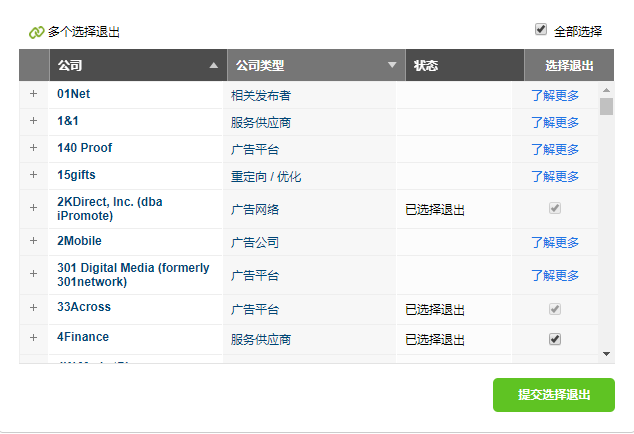 多个选择退出 全部选择
公司 公司类型 状态 选择退出
+ 01Net 相关发布者 了解更多
+ 1&1 服务供应商 了解更多
+ 140 Proof 广告平台 了解更多
+ 15gifts 重定向 / 优化 了解更多
+ 2KDirect, Inc. (dba
iPromote) 广告网络 已选择退出
+ 2Mobile 广告公司 了解更多
+ 301 Digital Media (formerly
301network) 广告平台 了解更多
+ 33Across 广告平台 已选择退出
+ 4Finance 服务供应商 已选择退出
提交选择退出